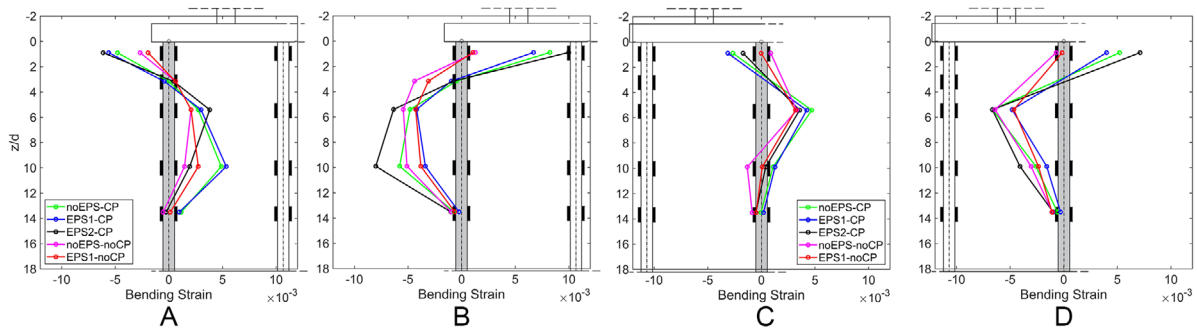 -2
0
2
4
6
8
10
12
14
16
18
z/d
noEPS-CP
EPS1-CP
EPS2-CP
noEPS-noCP
EPS1-noCP
-10 -5 0 5 10
Bending Strain ×10⁻³
A
-2
0
2
4
6
8
10
12
14
16
18
-10 -5 0 5 10
Bending Strain ×10⁻³
B
-2
0
2
4
6
8
10
12
14
16
18
noEPS-CP
EPS1-CP
EPS2-CP
noEPS-noCP
EPS1-noCP
-10 -5 0 5 10
Bending Strain ×10⁻³
C
-2
0
2
4
6
8
10
12
14
16
18
-10 -5 0 5 10
Bending Strain ×10⁻³
D